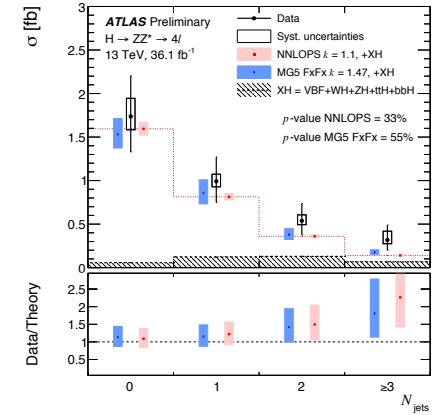 σ [fb]
3
2.5
2
1.5
1
0.5
0
ATLAS Preliminary
H → ZZ* → 4l
13 TeV, 36.1 fb⁻¹
Data
Syst. uncertainties
NNLOPS k = 1.1, +XH
MG5 FxFx k = 1.47, +XH
XH = VBF+WH+ZH+ttH+bbH
p-value NNLOPS = 33%
p-value MG5 FxFx = 55%
Data/Theory
2.5
2
1.5
1
0.5
0 1 2 ≥3
N_jets